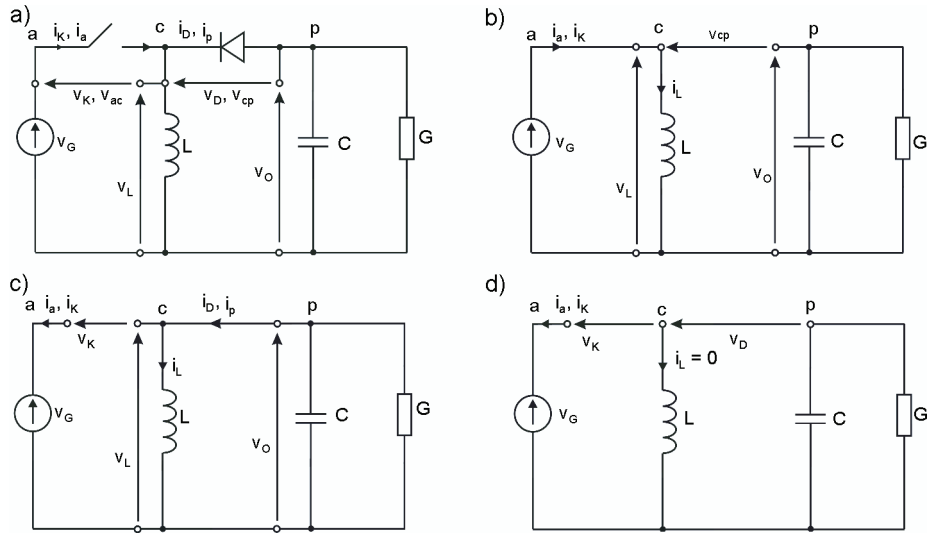 a)
a i_K, i_a c i_D, i_p p
v_K, v_ac v_D, V_cp
v_G L C G
v_L v_O
b)
a i_a, i_K c v_cp p
i_L
v_G L C G
v_L v_O
c)
a i_a, i_K c i_D, i_p p
v_K
i_L
v_G L C G
v_L v_O
d)
a i_a, i_K c p
v_K v_D
i_L = 0
v_G L C G